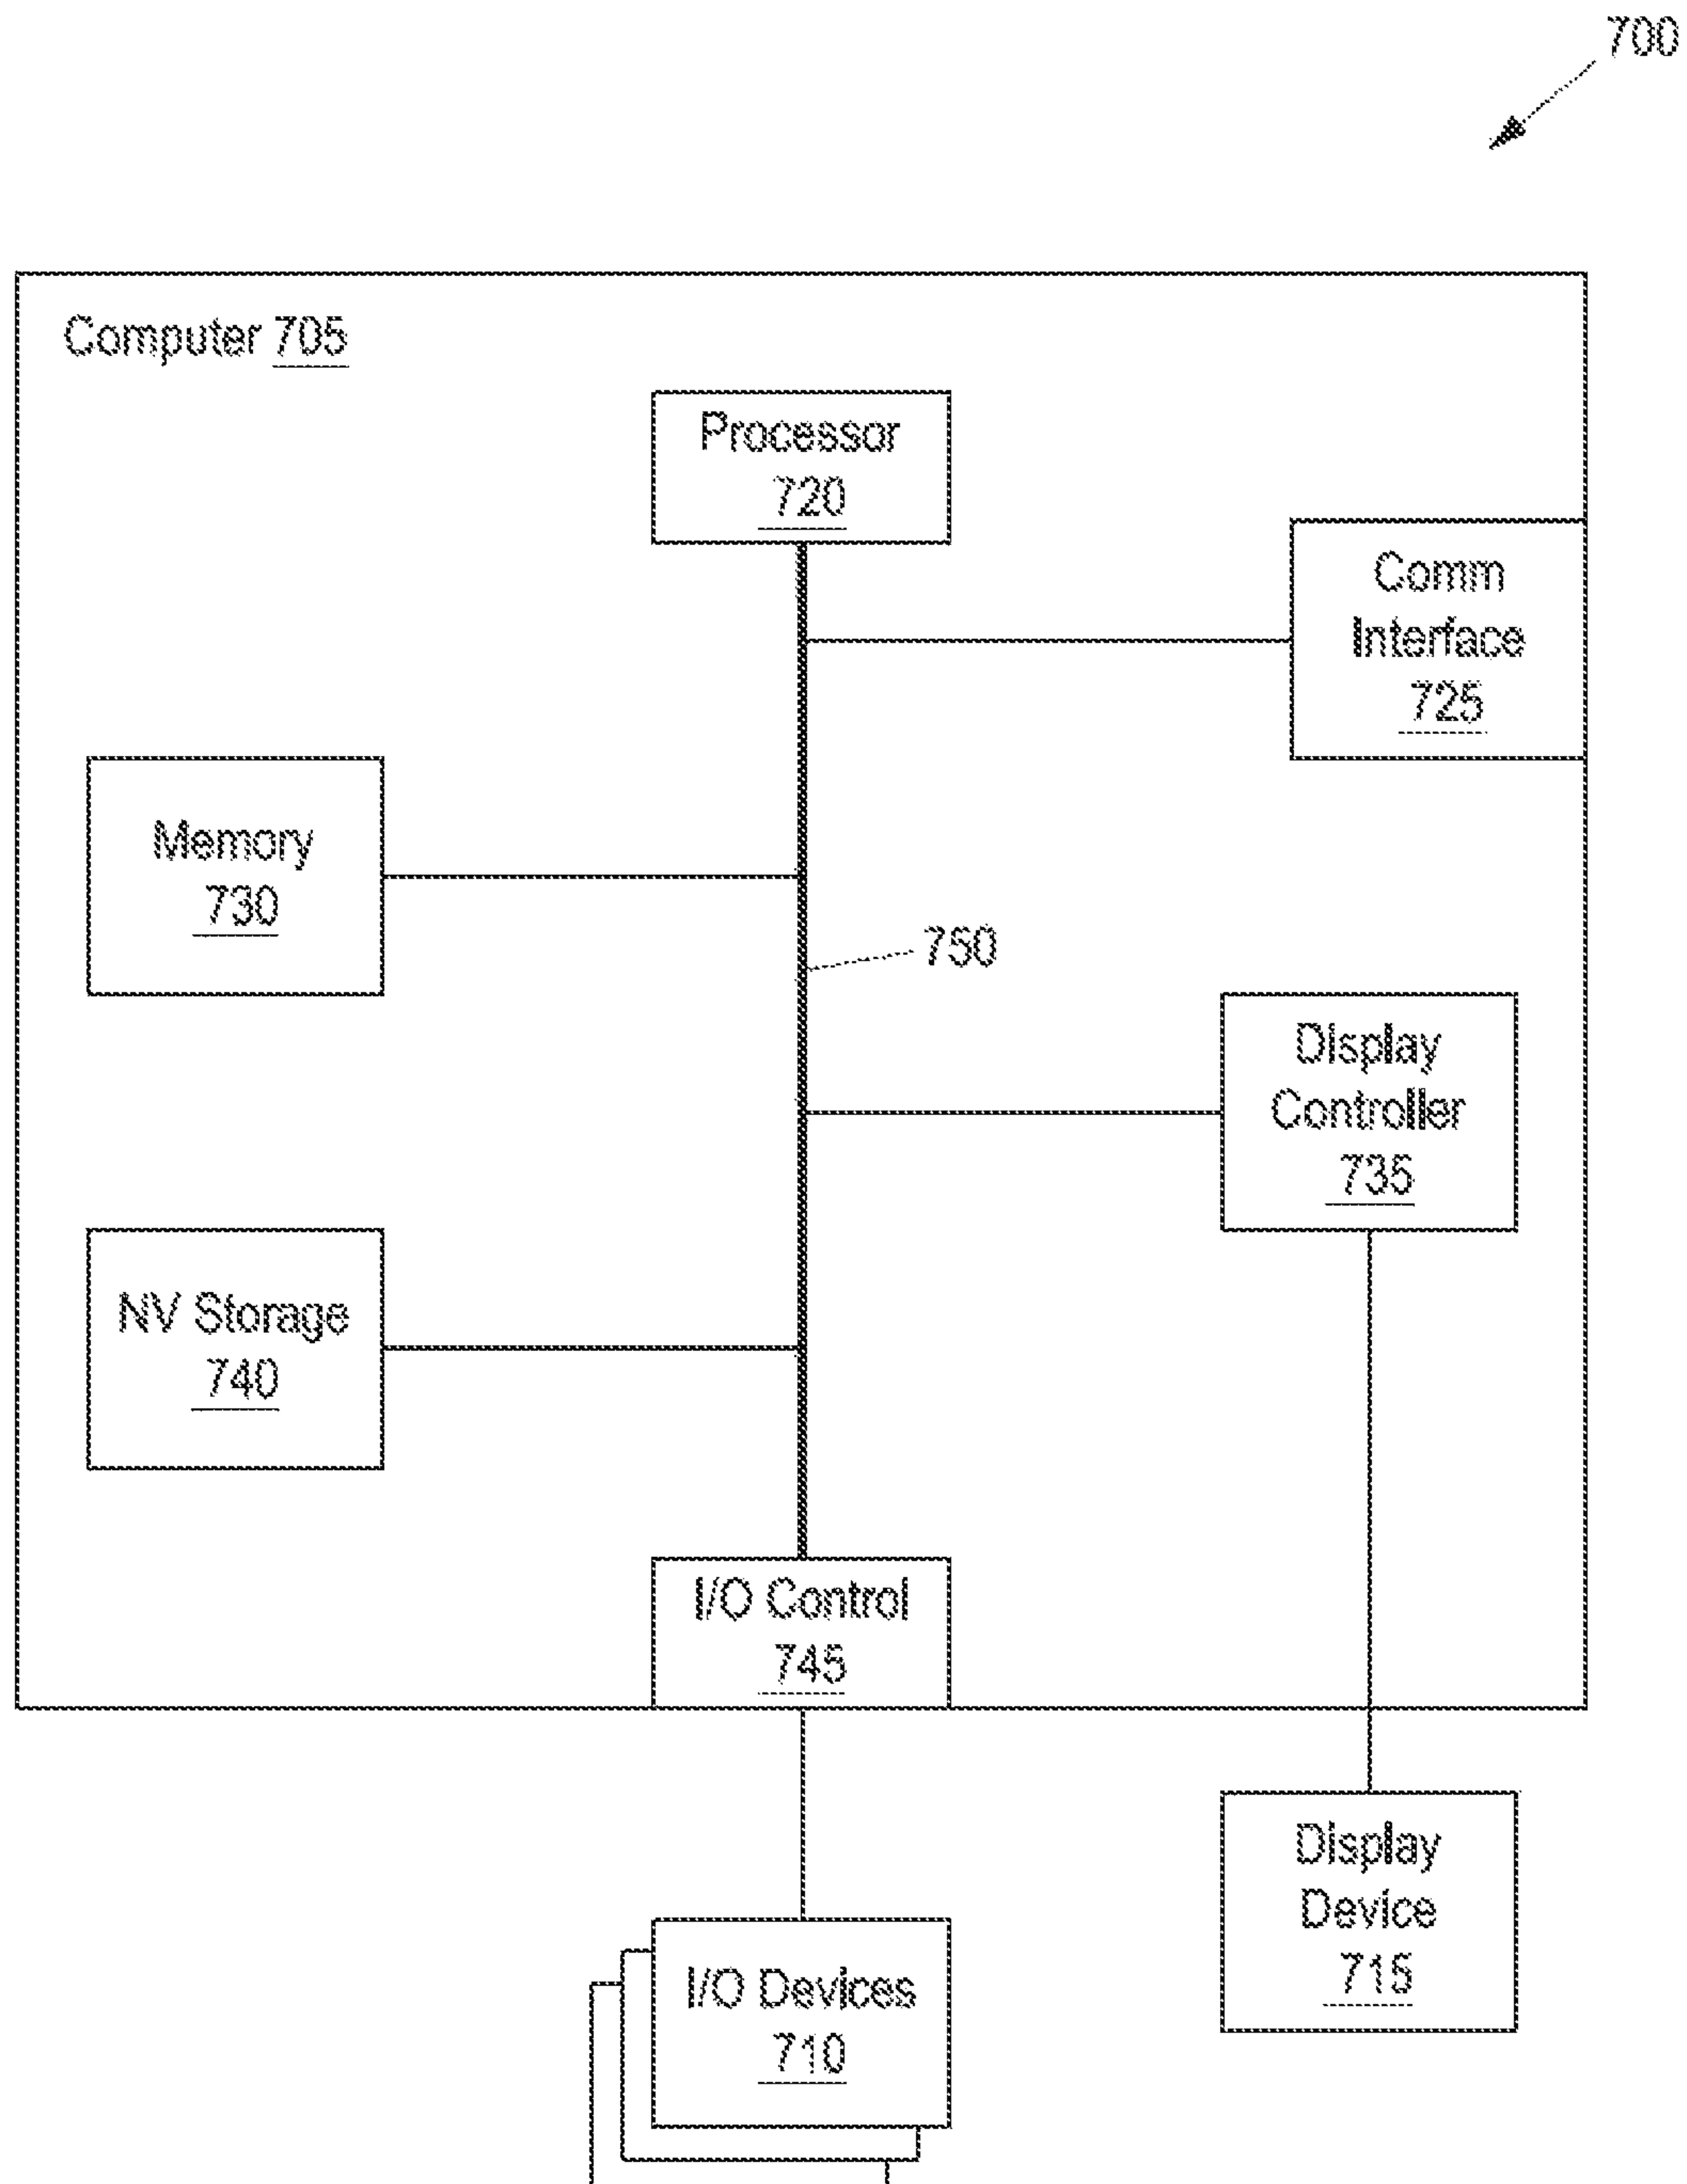 700
Computer 705
Processor
720
Comm
Interface
725
Memory
730
750
Display
Controller
735
NV Storage
740
I/O Control
745
Display
Device
715
I/O Devices
710